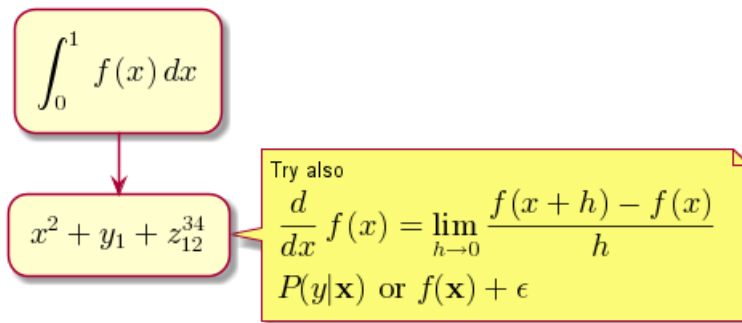 ∫₀¹ f(x) dx
x² + y₁ + z₁₂³⁴
Try also
d/dx f(x) = lim_{h→0} (f(x + h) − f(x))/h
P(y|𝐱) or f(𝐱) + ϵ